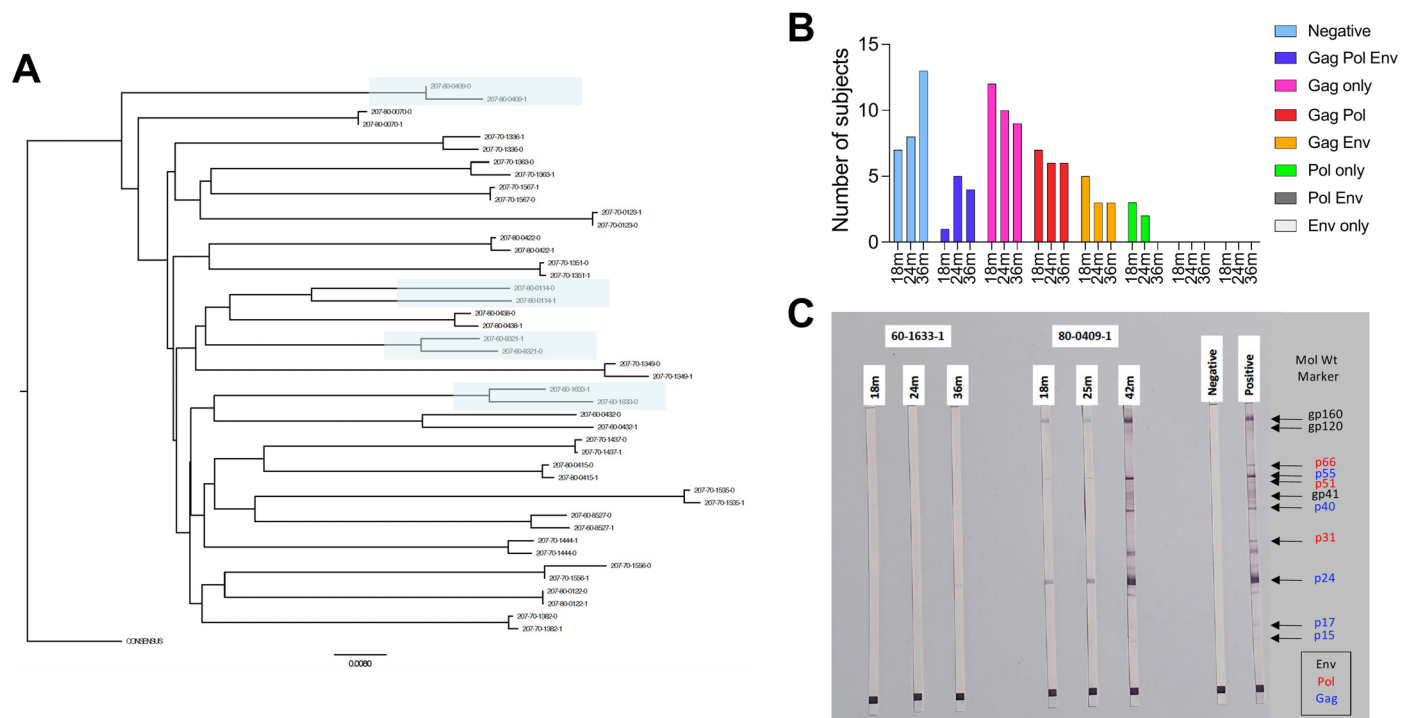 A
207-80-0409-0
207-80-0409-1
207-80-0070-0
207-80-0070-1
207-70-1336-1
207-70-1336-0
207-70-1363-0
207-70-1363-1
207-70-1567-1
207-70-1567-0
207-70-0123-1
207-70-0123-0
207-80-0422-0
207-80-0422-1
207-70-1351-0
207-70-1351-1
207-80-0114-0
207-80-0114-1
207-80-0438-0
207-80-0438-1
207-60-8321-1
207-60-8321-0
207-70-1349-0
207-70-1349-1
207-60-1633-1
207-60-1633-0
207-60-0432-0
207-60-0432-1
207-70-1437-0
207-70-1437-1
207-80-0415-0
207-80-0415-1
207-70-1535-0
207-70-1535-1
207-60-8527-0
207-60-8527-1
207-70-1444-1
207-70-1444-0
207-70-1556-0
207-70-1556-1
207-80-0122-0
207-80-0122-1
207-70-1382-0
207-70-1382-1
CONSENSUS
0.0080
B
Number of subjects
15
10
5
0
18m 24m 36m 18m 24m 36m 18m 24m 36m 18m 24m 36m 18m 24m 36m 18m 24m 36m 18m 24m 36m 18m 24m 36m
Negative
Gag Pol Env
Gag only
Gag Pol
Gag Env
Pol only
Pol Env
Env only
C
60-1633-1
80-0409-1
18m 24m 36m 18m 25m 42m Negative Positive
Mol Wt
Marker
gp160
gp120
p66
p55
p51
gp41
p40
p31
p24
p17
p15
Env
Pol
Gag